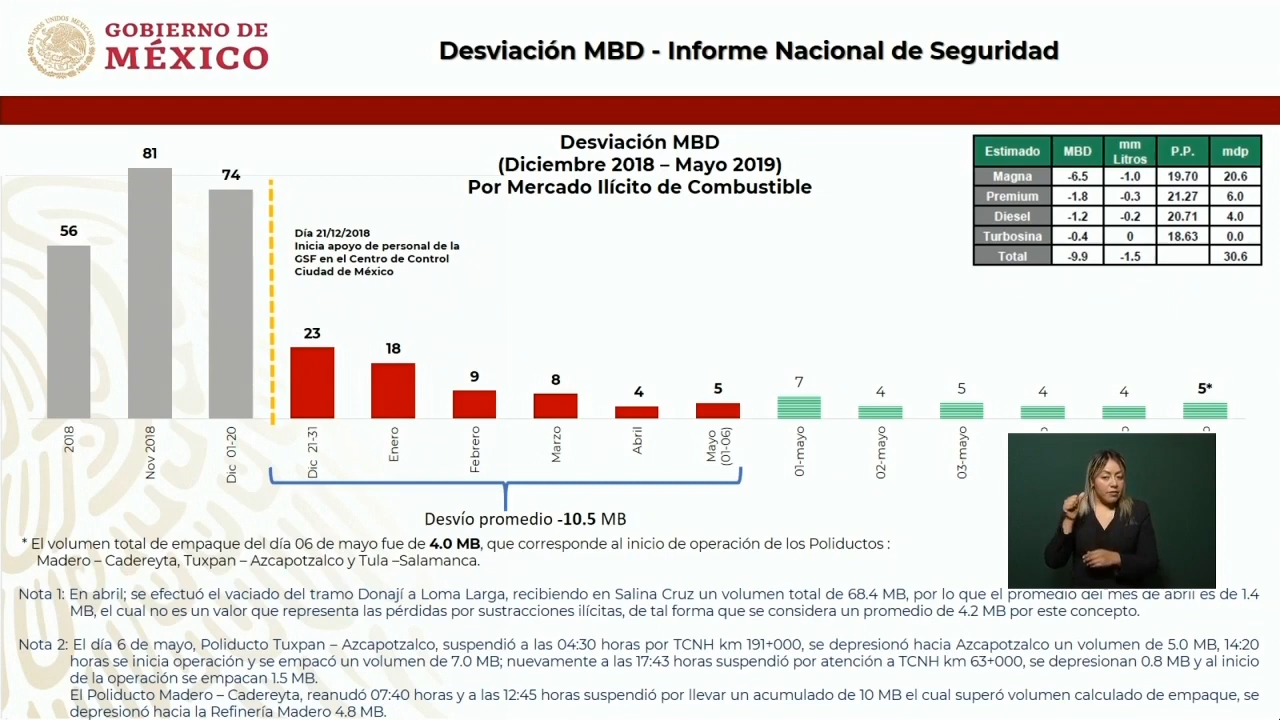 GOBIERNO DE
MÉXICO
Desviación MBD - Informe Nacional de Seguridad
Desviación MBD
(Diciembre 2018 – Mayo 2019)
Por Mercado Ilícito de Combustible
Estimado MBD mm Litros P.P. mdp
Magna -6.5 -1.0 19.70 20.6
Premium -1.8 -0.3 21.27 6.0
Diesel -1.2 -0.2 20.71 4.0
Turbosina -0.4 0 18.63 0.0
Total -9.9 -1.5 30.6
Día 21/12/2018
Inicia apoyo de personal de la
GSF en el Centro de Control
Ciudad de México
56 81 74 23 18 9 8 4 5 7 4 5 4 4 5*
2018 Nov 2018 Dic 01-20 Dic 21-31 Enero Febrero Marzo Abril Mayo (01-06) 01-mayo 02-mayo 03-mayo
Desvío promedio -10.5 MB
* El volumen total de empaque del día 06 de mayo fue de 4.0 MB, que corresponde al inicio de operación de los Poliductos :
Madero – Cadereyta, Tuxpan – Azcapotzalco y Tula –Salamanca.
Nota 1: En abril; se efectuó el vaciado del tramo Donají a Loma Larga, recibiendo en Salina Cruz un volumen total de 68.4 MB, por lo que el promedio del mes de abril es de 1.4
MB, el cual no es un valor que representa las pérdidas por sustracciones ilícitas, de tal forma que se considera un promedio de 4.2 MB por este concepto.
Nota 2: El día 6 de mayo, Poliducto Tuxpan – Azcapotzalco, suspendió a las 04:30 horas por TCNH km 191+000, se depresionó hacia Azcapotzalco un volumen de 5.0 MB, 14:20
horas se inicia operación y se empacó un volumen de 7.0 MB; nuevamente a las 17:43 horas suspendió por atención a TCNH km 63+000, se depresionan 0.8 MB y al inicio
de la operación se empacan 1.5 MB.
El Poliducto Madero – Cadereyta, reanudó 07:40 horas y a las 12:45 horas suspendió por llevar un acumulado de 10 MB el cual superó volumen calculado de empaque, se
depresionó hacia la Refinería Madero 4.8 MB.